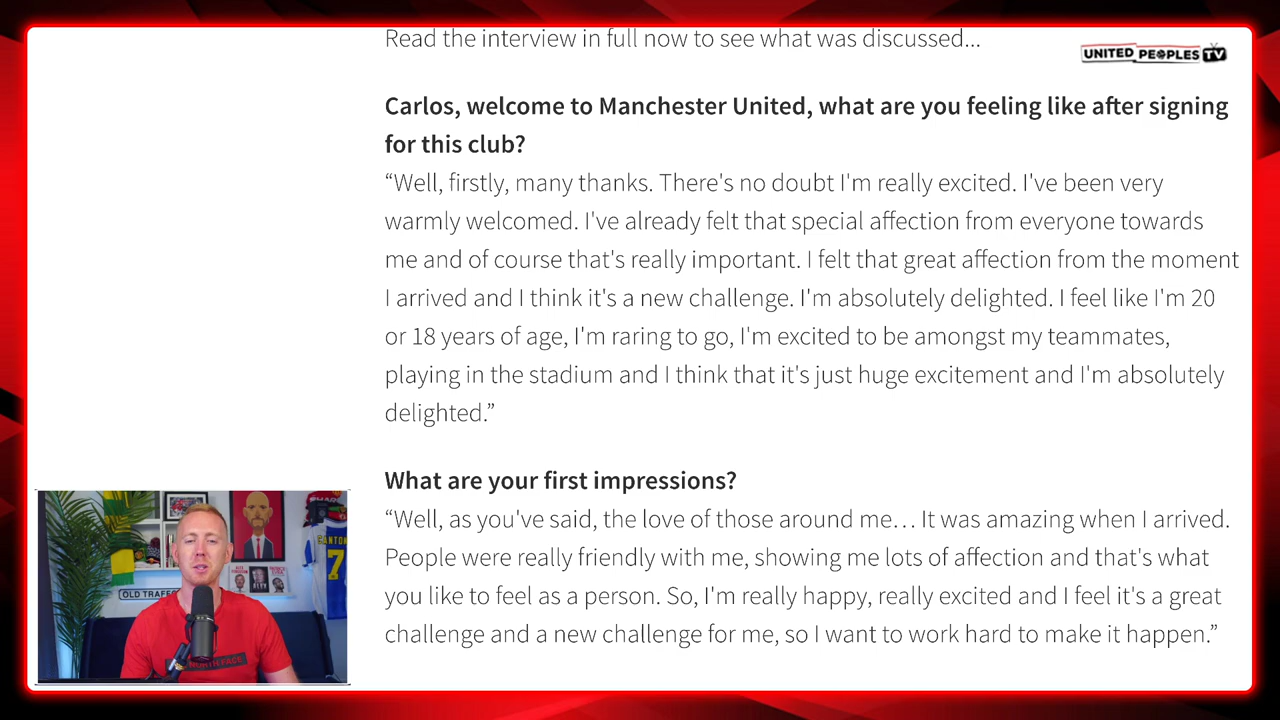 Read the interview in full now to see what was discussed...
UNITED PEOPLES TV
Carlos, welcome to Manchester United, what are you feeling like after signing
for this club?
“Well, firstly, many thanks. There's no doubt I'm really excited. I've been very
warmly welcomed. I've already felt that special affection from everyone towards
me and of course that's really important. I felt that great affection from the moment
I arrived and I think it's a new challenge. I'm absolutely delighted. I feel like I'm 20
or 18 years of age, I'm raring to go, I'm excited to be amongst my teammates,
playing in the stadium and I think that it's just huge excitement and I'm absolutely
delighted.”
What are your first impressions?
“Well, as you've said, the love of those around me… It was amazing when I arrived.
People were really friendly with me, showing me lots of affection and that's what
you like to feel as a person. So, I'm really happy, really excited and I feel it's a great
challenge and a new challenge for me, so I want to work hard to make it happen.”
CANTONA
7
OLD TRAFF
NORTH FACE